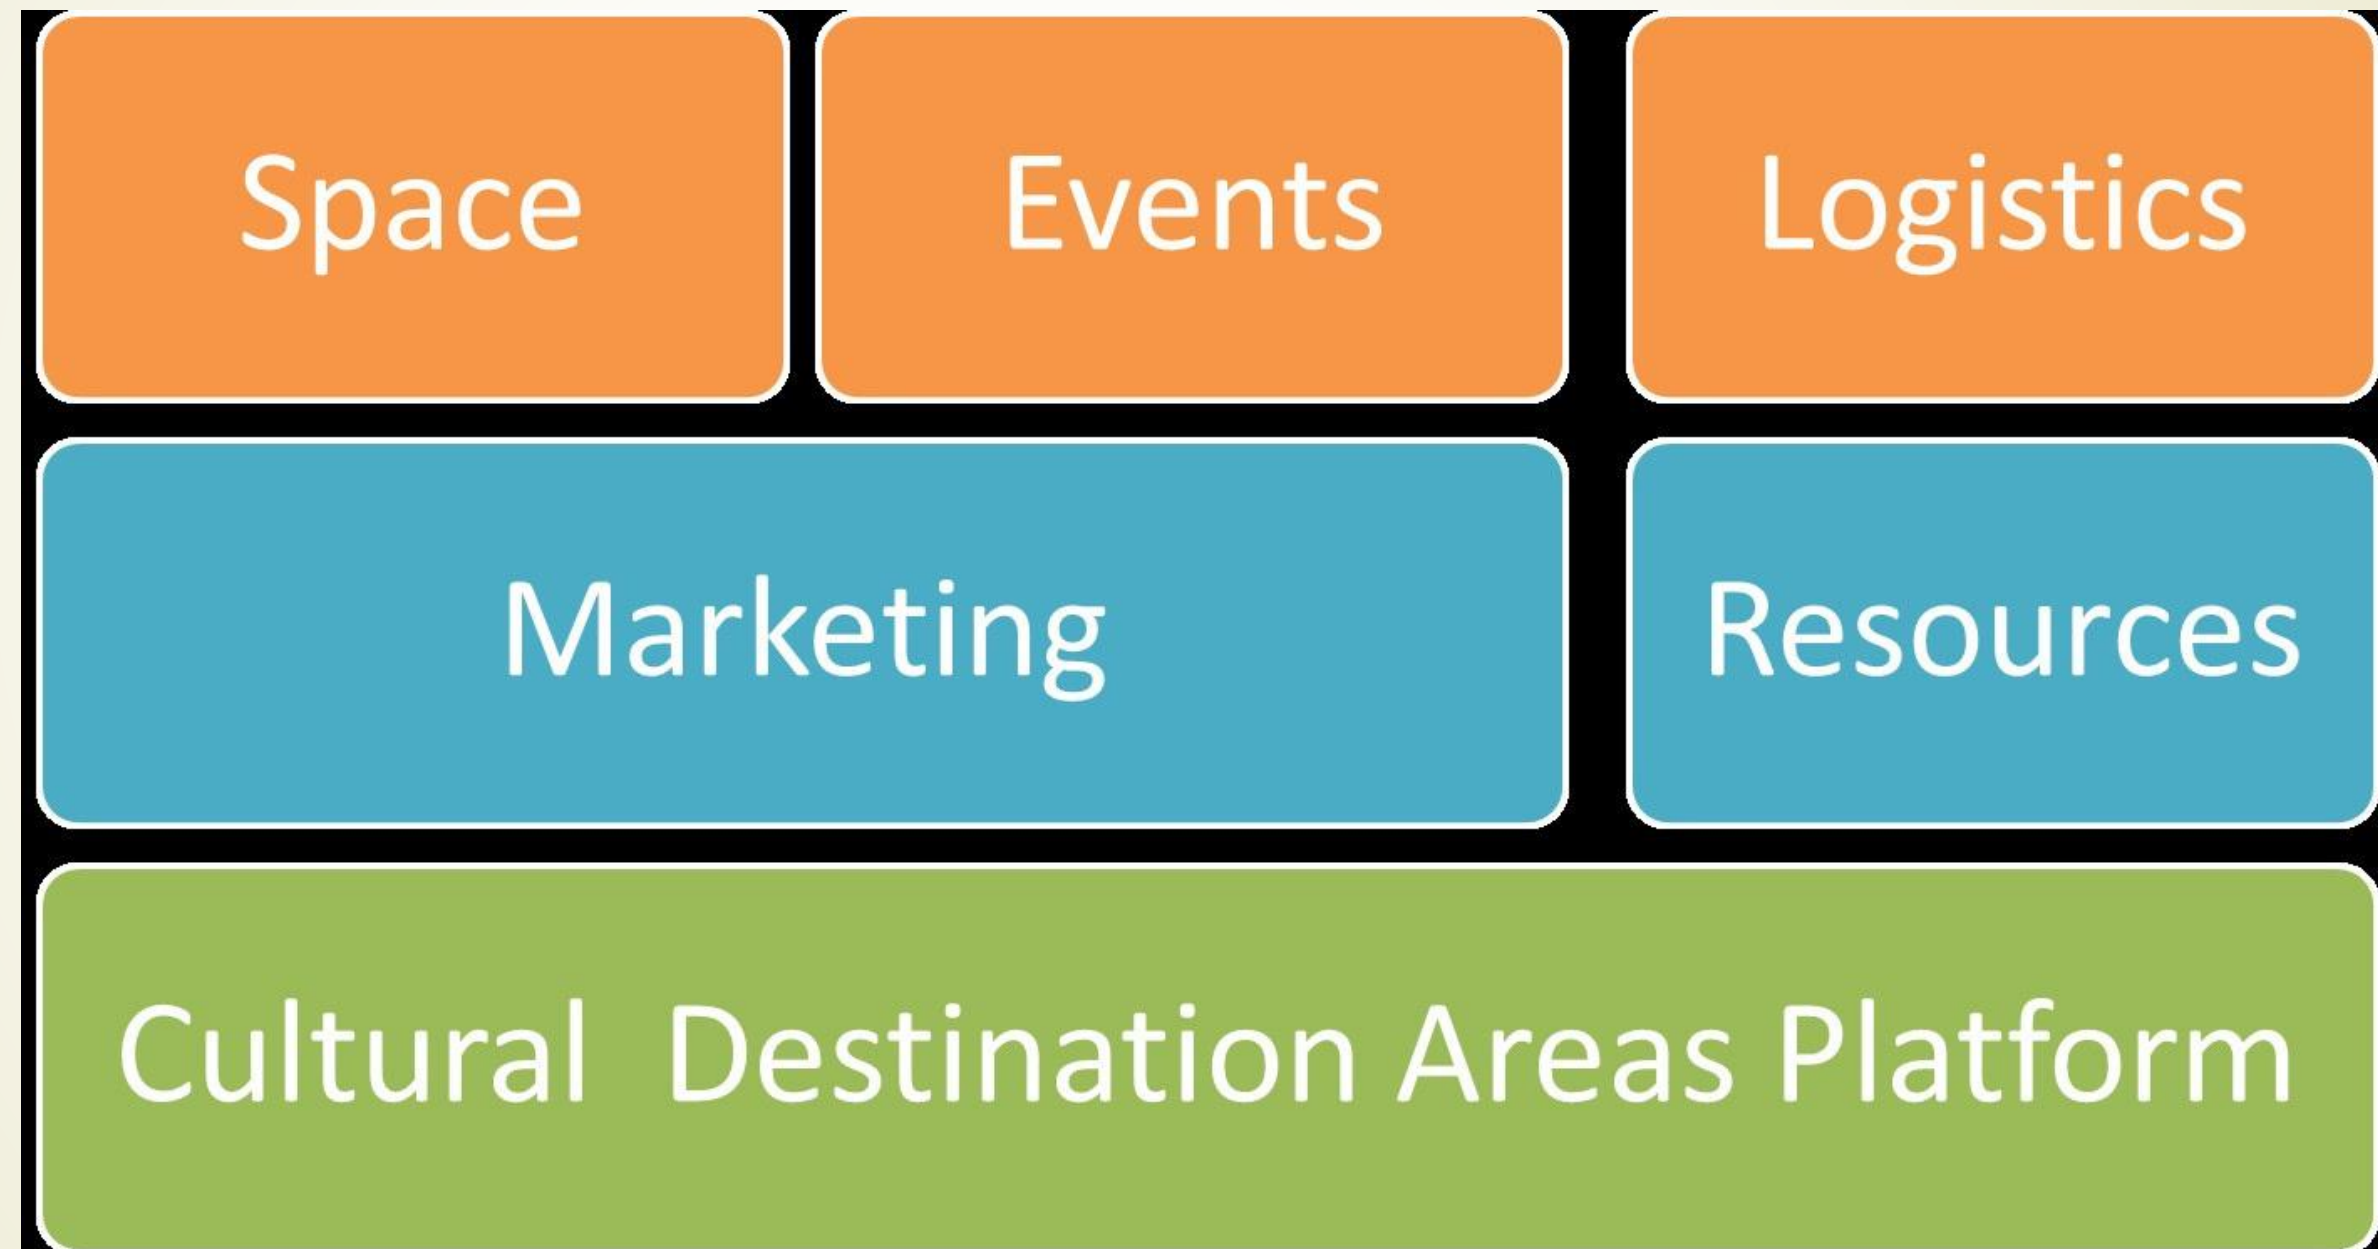 Space
Events
Logistics
Marketing
Resources
Cultural  Destination Areas Platform